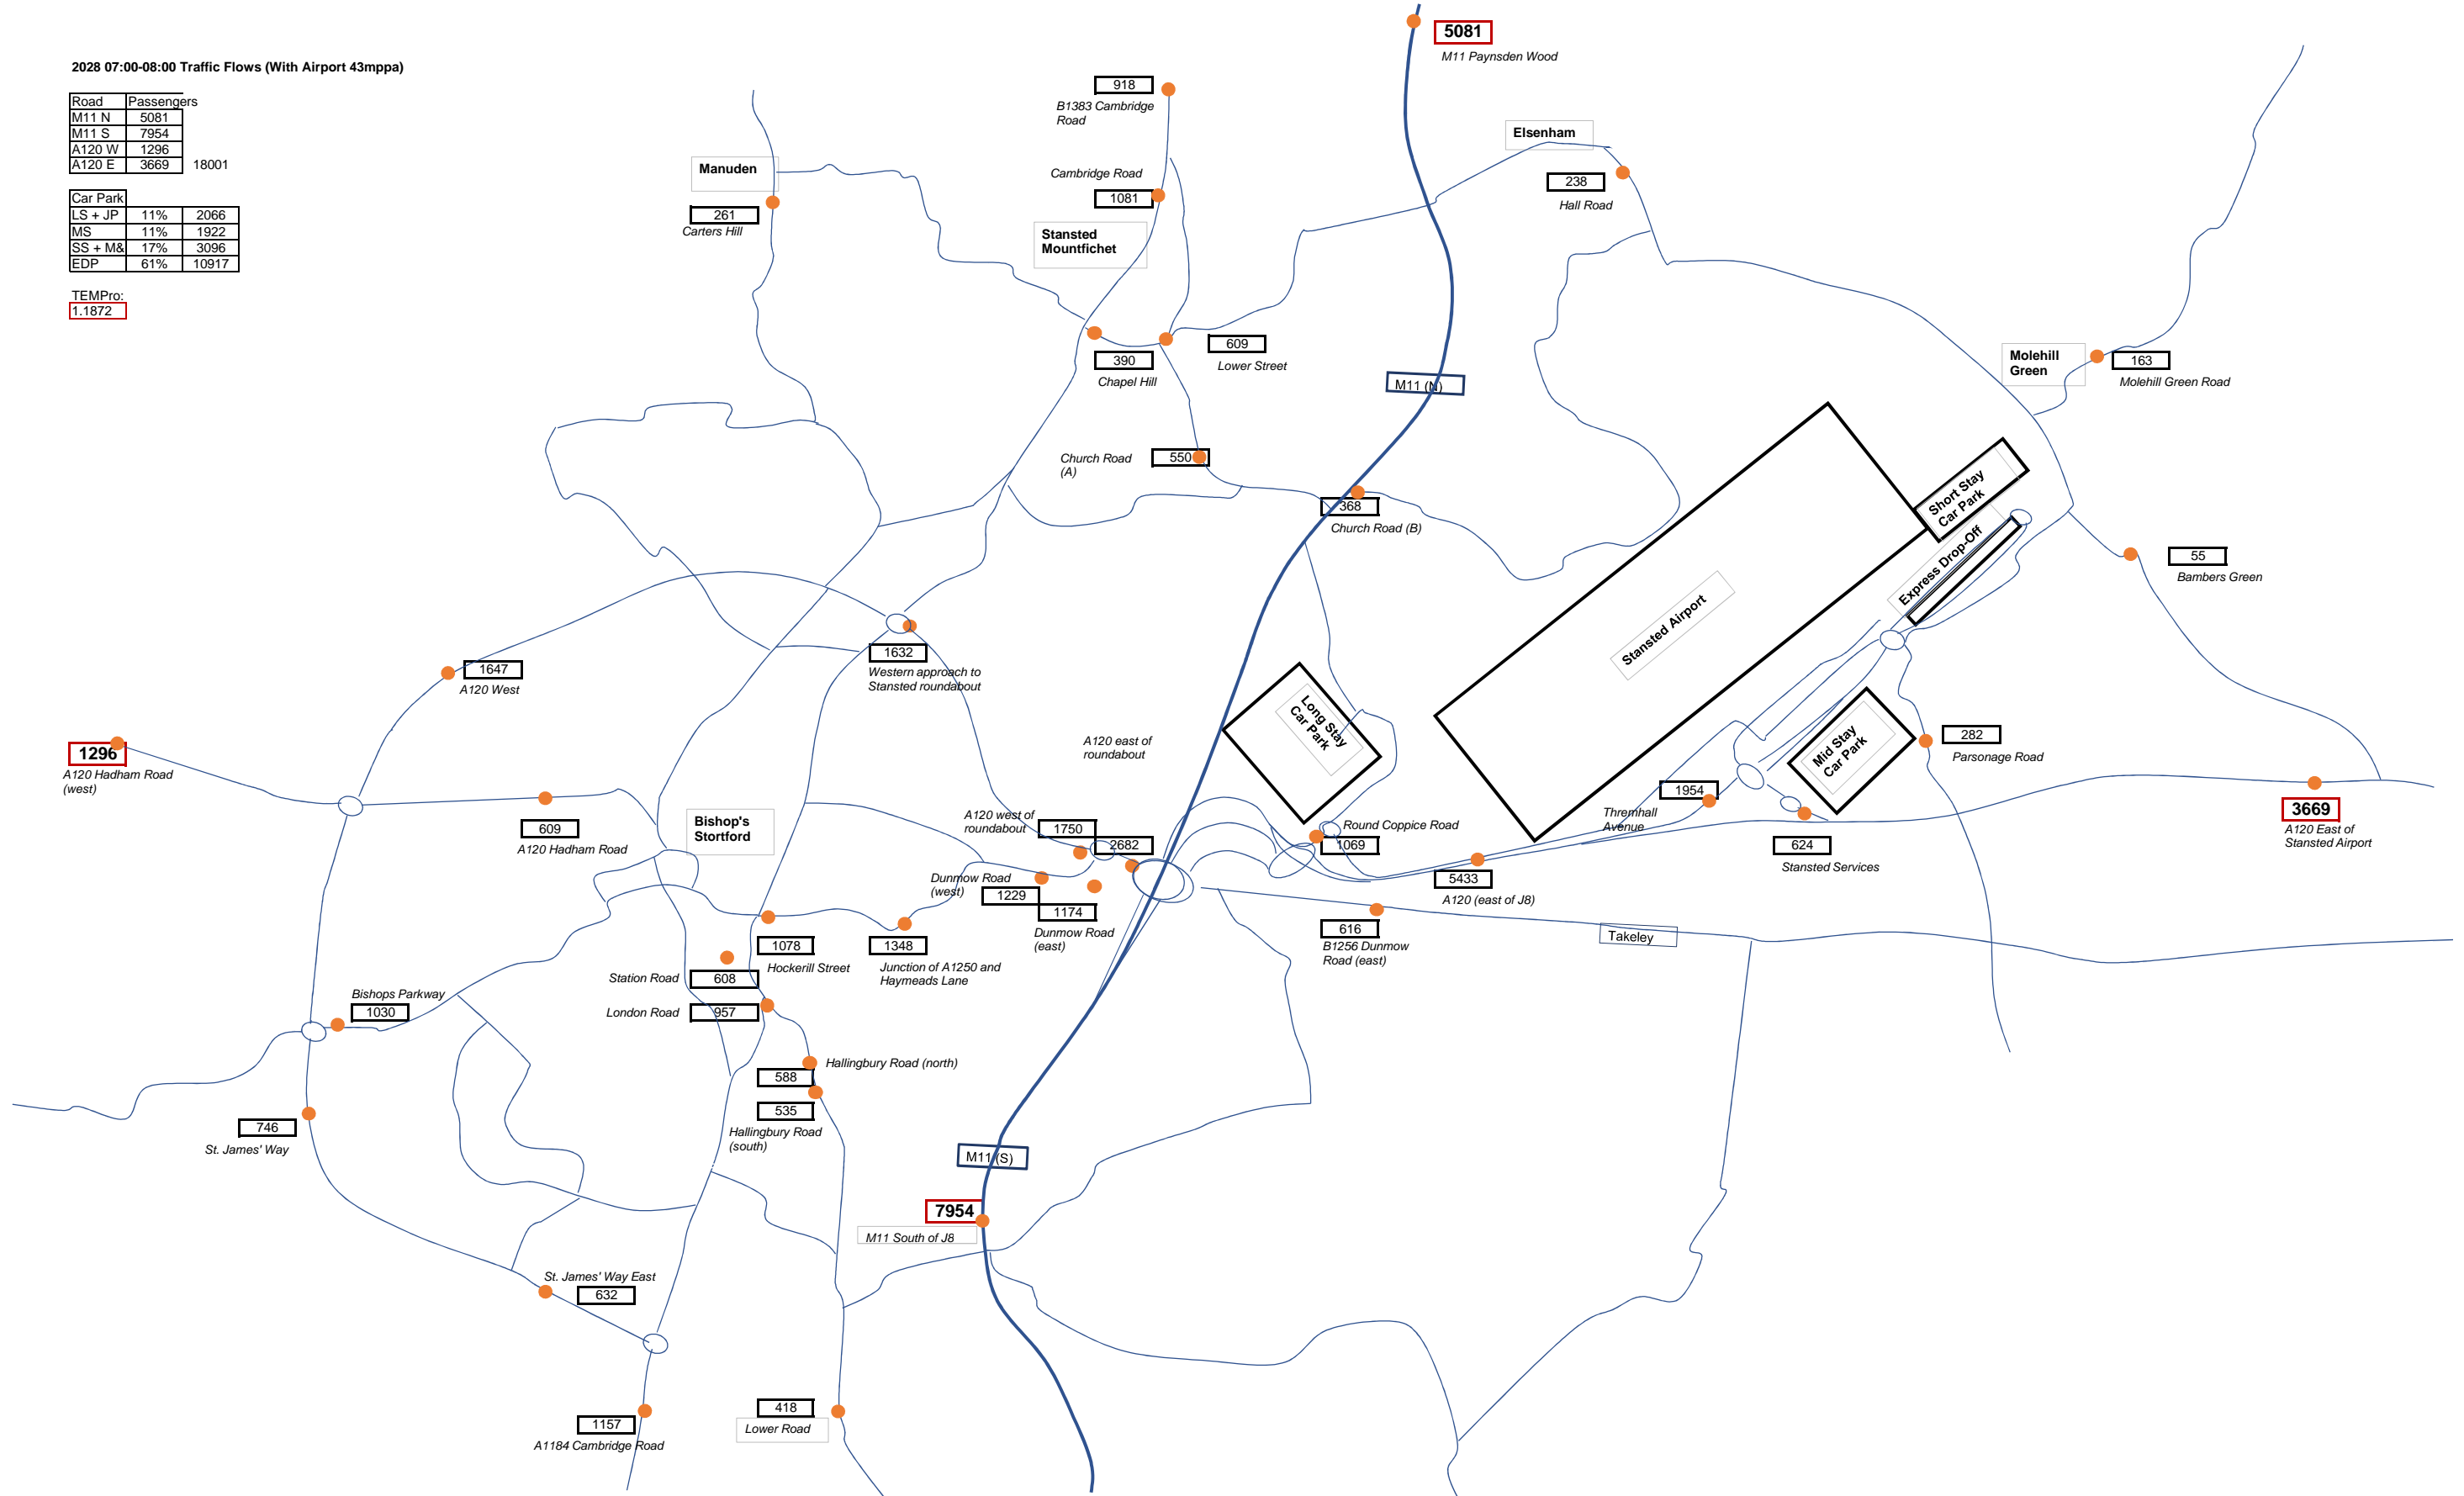 2028 07:00-08:00 Traffic Flows (With Airport 43mppa)
Road Passengers
M11 N 5081
M11 S 7954
A120 W 1296
A120 E 3669 18001
Car Park
LS + JP 11% 2066
MS 11% 1922
SS + M& 17% 3096
EDP 61% 10917
TEMPro:
1.1872
5081
M11 Paynsden Wood
918
B1383 Cambridge
Road
Cambridge Road
1081
Stansted
Mountfichet
Manuden
261
Carters Hill
Elsenham
238
Hall Road
390
Chapel Hill
609
Lower Street
M11 (N)
Molehill
Green
163
Molehill Green Road
Church Road
(A)
550
368
Church Road (B)
Short Stay
Car Park
Express Drop-Off
55
Bambers Green
Stansted Airport
1632
Western approach to
Stansted roundabout
1647
A120 West
1296
A120 Hadham Road
(west)
Long Stay
Car Park
A120 east of
roundabout
Mid Stay
Car Park
282
Parsonage Road
3669
A120 East of
Stansted Airport
1954
Thremhall
Avenue
624
Stansted Services
609
A120 Hadham Road
Bishop's
Stortford
A120 west of
roundabout
1750
2682
Round Coppice Road
1069
5433
A120 (east of J8)
Dunmow Road
(west)
1229
1174
Dunmow Road
(east)
616
B1256 Dunmow
Road (east)
Takeley
1078
Hockerill Street
1348
Junction of A1250 and
Haymeads Lane
Station Road
608
London Road
957
Bishops Parkway
1030
Hallingbury Road (north)
588
535
Hallingbury Road
(south)
746
St. James' Way
M11 (S)
7954
M11 South of J8
St. James' Way East
632
418
Lower Road
1157
A1184 Cambridge Road